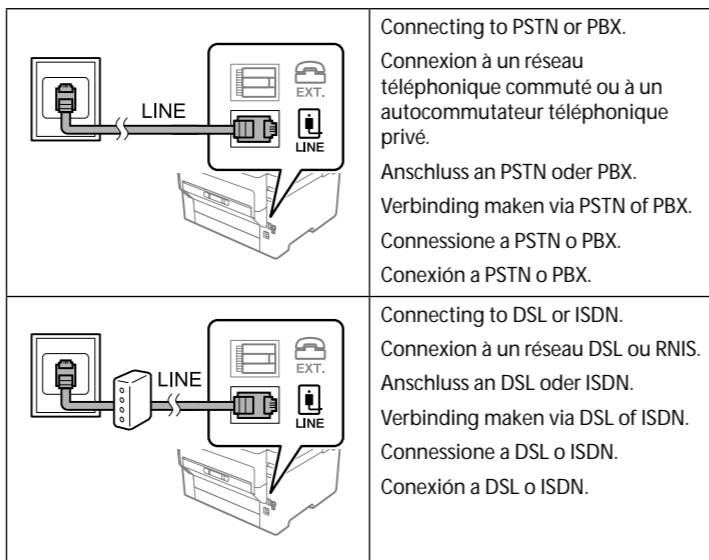 LINE
EXT.
LINE
Connecting to PSTN or PBX.
Connexion à un réseau
téléphonique commuté ou à un
autocommutateur téléphonique
privé.
Anschluss an PSTN oder PBX.
Verbinding maken via PSTN of PBX.
Connessione a PSTN o PBX.
Conexión a PSTN o PBX.
LINE
EXT.
LINE
Connecting to DSL or ISDN.
Connexion à un réseau DSL ou RNIS.
Anschluss an DSL oder ISDN.
Verbinding maken via DSL of ISDN.
Connessione a DSL o ISDN.
Conexión a DSL o ISDN.